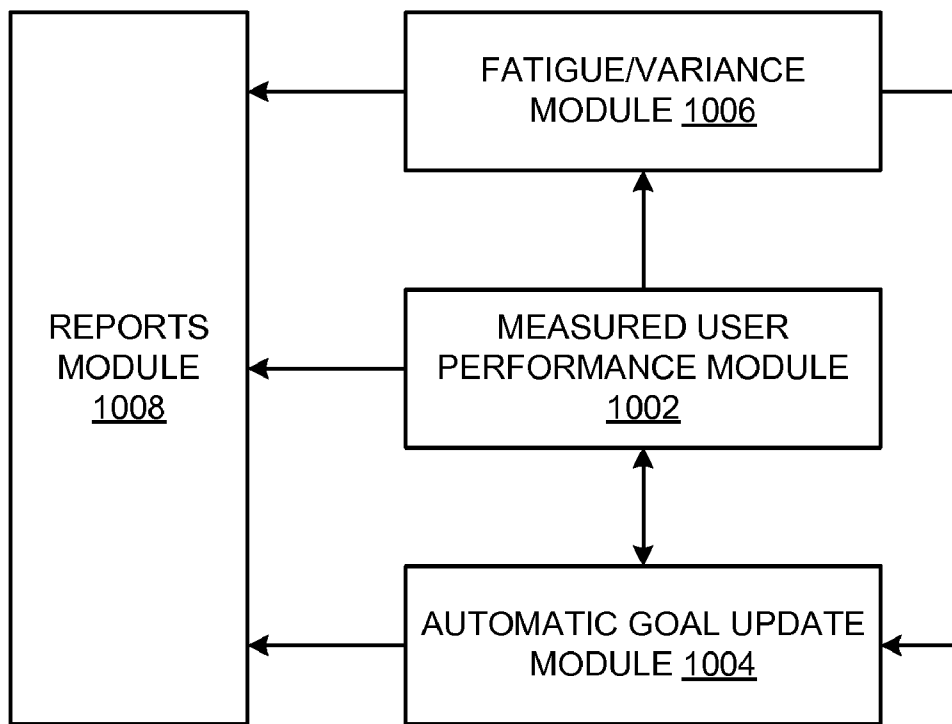 REPORTS
MODULE
1008
FATIGUE/VARIANCE
MODULE 1006
MEASURED USER
PERFORMANCE MODULE
1002
AUTOMATIC GOAL UPDATE
MODULE 1004